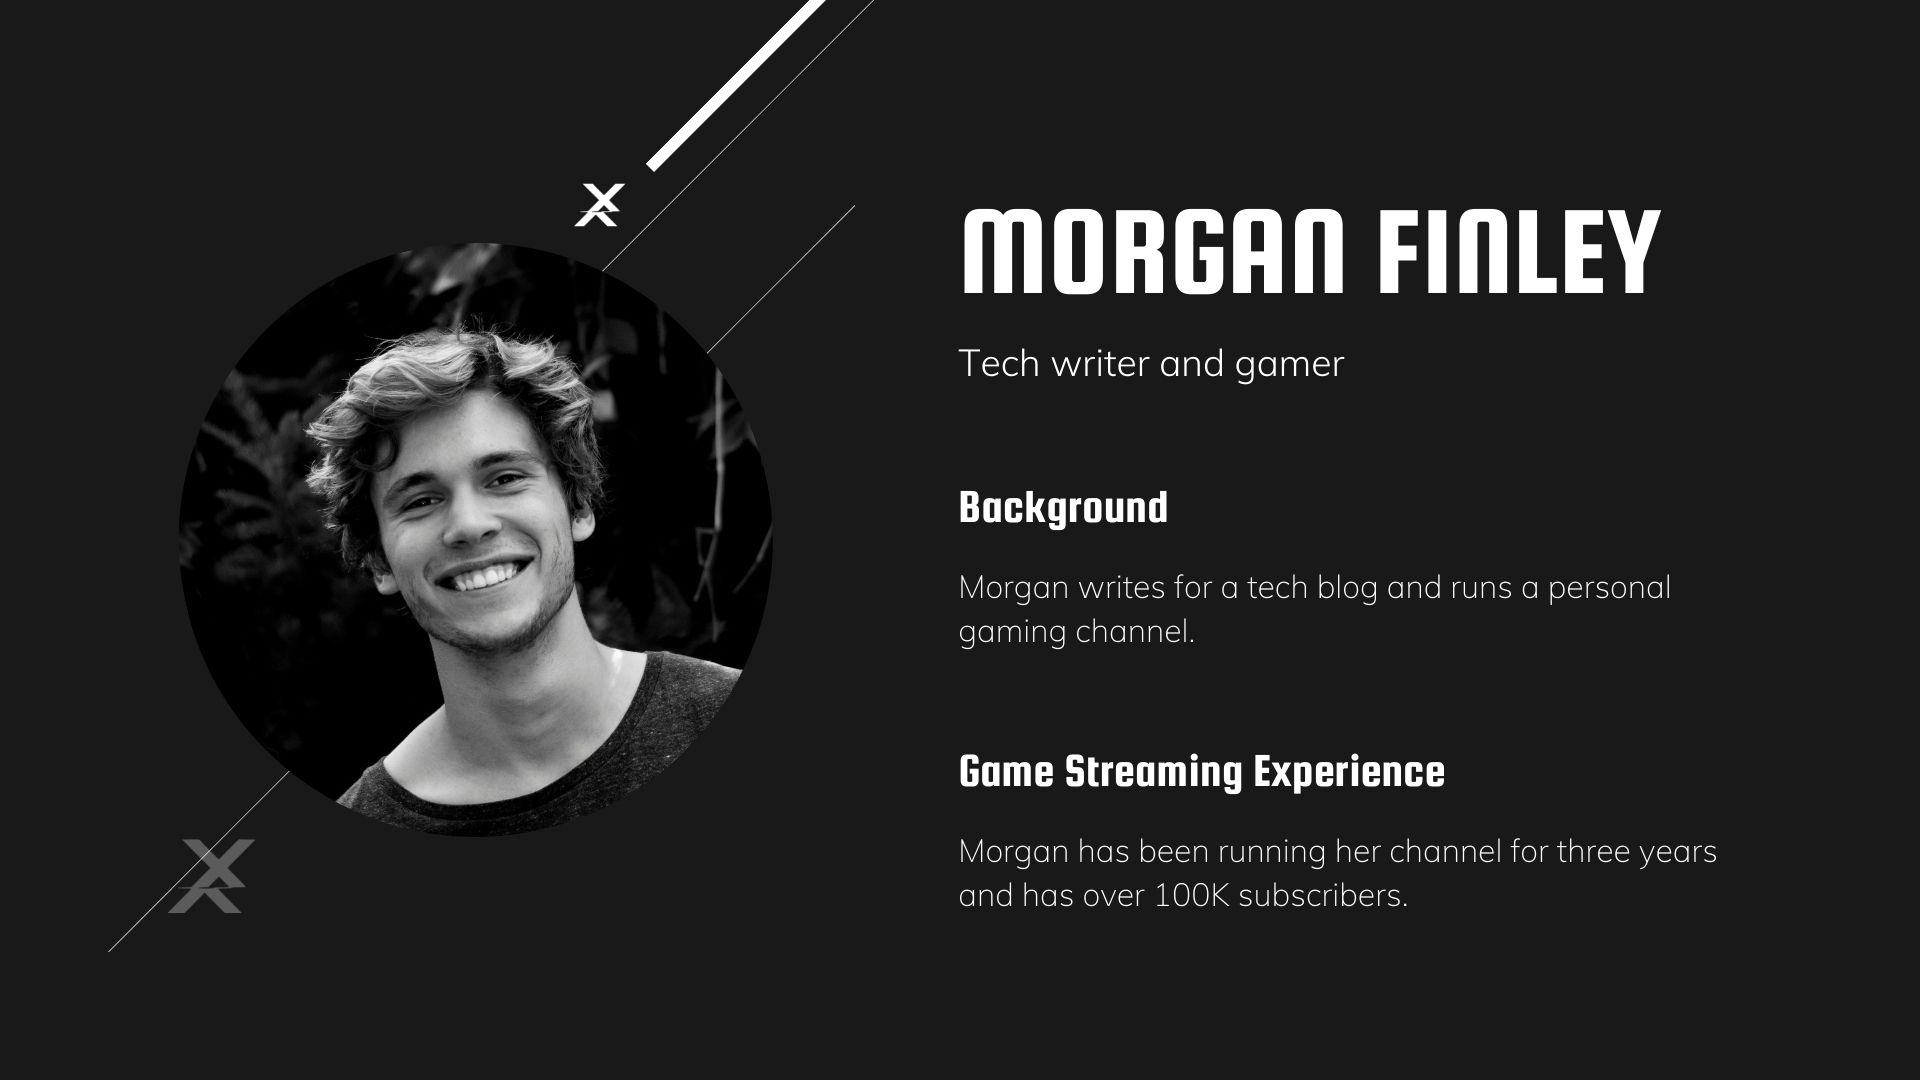 MORGAN FINLEY
Tech writer and gamer
Background
Morgan writes for a tech blog and runs a personal
gaming channel.
Game Streaming Experience
Morgan has been running her channel for three years
and has over 100K subscribers.